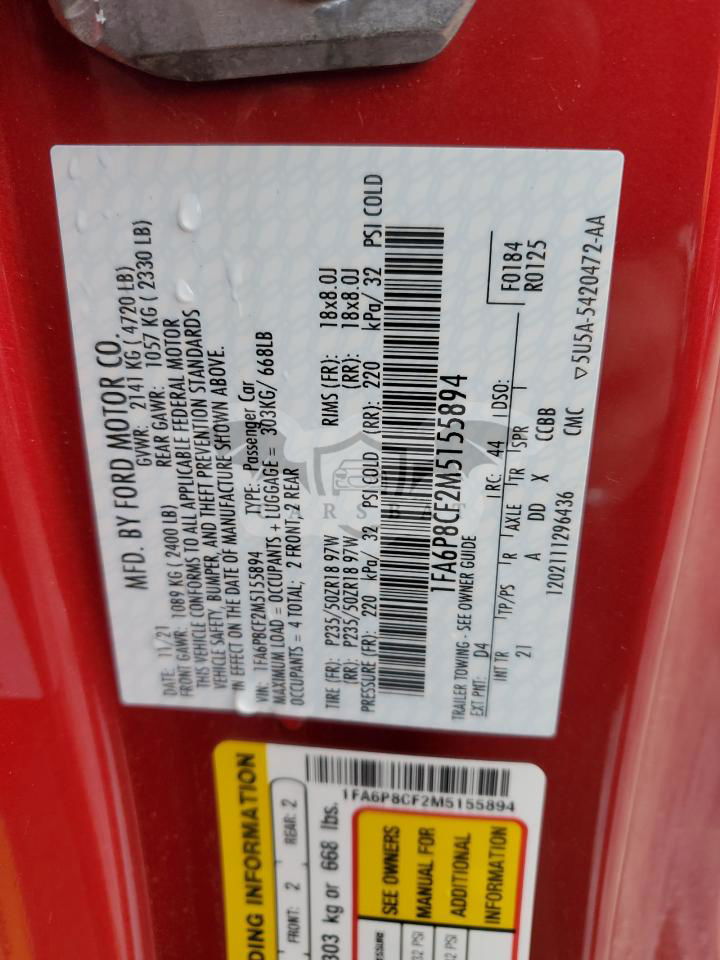 MFD. BY FORD MOTOR CO.
DATE: 11/21 GVWR: 2141 KG ( 4720 LB)
FRONT GAWR: 1089 KG ( 2400 LB) REAR GAWR: 1057 KG ( 2330 LB)
THIS VEHICLE CONFORMS TO ALL APPLICABLE FEDERAL MOTOR
VEHICLE SAFETY, BUMPER, AND THEFT PREVENTION STANDARDS
IN EFFECT ON THE DATE OF MANUFACTURE SHOWN ABOVE.
VIN: 1FA6P8CF2M5155894 TYPE: Passenger Car
MAXIMUM LOAD = OCCUPANTS + LUGGAGE = 303KG/ 668LB
OCCUPANTS = 4 TOTAL; 2 FRONT, 2 REAR
TIRE (FR): P235/50ZR18 97W RIMS (FR): 18x8.0J
(RR): P235/50ZR18 97W (RR): 18x8.0J
PRESSURE (FR): 220 kPa/ 32 PSI COLD (RR): 220 kPa/ 32 PSI COLD
1FA6P8CF2M5155894
TRAILER TOWING - SEE OWNER GUIDE
EXT PNT: D4 RC: 44 DSO: F0184
R0125
INT TR TP/PS R AXLE TR SPR
21 A DD X CCBB
1202111296436 CMC ▽5U5A-5420472-AA
DING INFORMATION
FRONT: 2 REAR: 2
303 kg or 668 lbs.
1FA6P8CF2M5155894
SEE OWNERS
MANUAL FOR
ADDITIONAL
INFORMATION